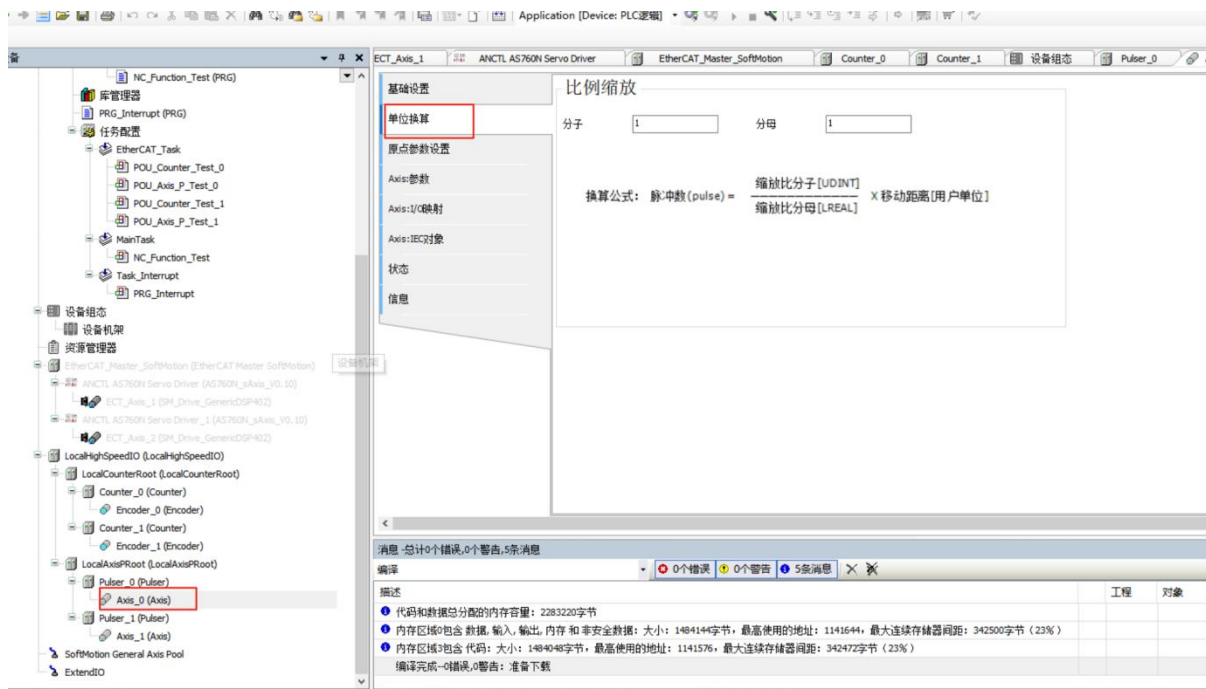 Application [Device: PLC逻辑]
备
ECT_Axis_1
ANCTL AS760N Servo Driver
EtherCAT_Master_SoftMotion
Counter_0
Counter_1
设备组态
Pulser_0
NC_Function_Test (PRG)
库管理器
PRG_Interrupt (PRG)
任务配置
EtherCAT_Task
POU_Counter_Test_0
POU_Axis_P_Test_0
POU_Counter_Test_1
POU_Axis_P_Test_1
MainTask
NC_Function_Test
Task_Interrupt
PRG_Interrupt
设备组态
设备机架
资源管理器
EtherCAT_Master_SoftMotion (EtherCAT Master SoftMotion)
设备机架
ANCTL AS760N Servo Driver (AS760N_sAxis_V0.10)
ECT_Axis_1 (SM_Drive_GenericDSP402)
ANCTL AS760N Servo Driver_1 (AS760N_sAxis_V0.10)
ECT_Axis_2 (SM_Drive_GenericDSP402)
LocalHighSpeedIO (LocalHighSpeedIO)
LocalCounterRoot (LocalCounterRoot)
Counter_0 (Counter)
Encoder_0 (Encoder)
Counter_1 (Counter)
Encoder_1 (Encoder)
LocalAxisPRoot (LocalAxisPRoot)
Pulser_0 (Pulser)
Axis_0 (Axis)
Pulser_1 (Pulser)
Axis_1 (Axis)
SoftMotion General Axis Pool
ExtendIO
基础设置
单位换算
原点参数设置
Axis:参数
Axis:I/O映射
Axis:IEC对象
状态
信息
比例缩放
分子 1 分母 1
换算公式: 脉冲数(pulse) = 缩放比分子[UDINT] X 移动距离[用户单位]
缩放比分母[LREAL]
消息 -总计0个错误,0个警告,5条消息
编译 0个错误 0个警告 5条消息
描述 工程 对象
代码和数据总分配的内存容量: 2283220字节
内存区域0包含 数据, 输入, 输出, 内存 和 非安全数据: 大小: 1484144字节, 最高使用的地址: 1141644, 最大连续存储器间距: 342500字节 (23%)
内存区域3包含 代码: 大小: 1484048字节, 最高使用的地址: 1141576, 最大连续存储器间距: 342472字节 (23%)
编译完成--0错误,0警告: 准备下载